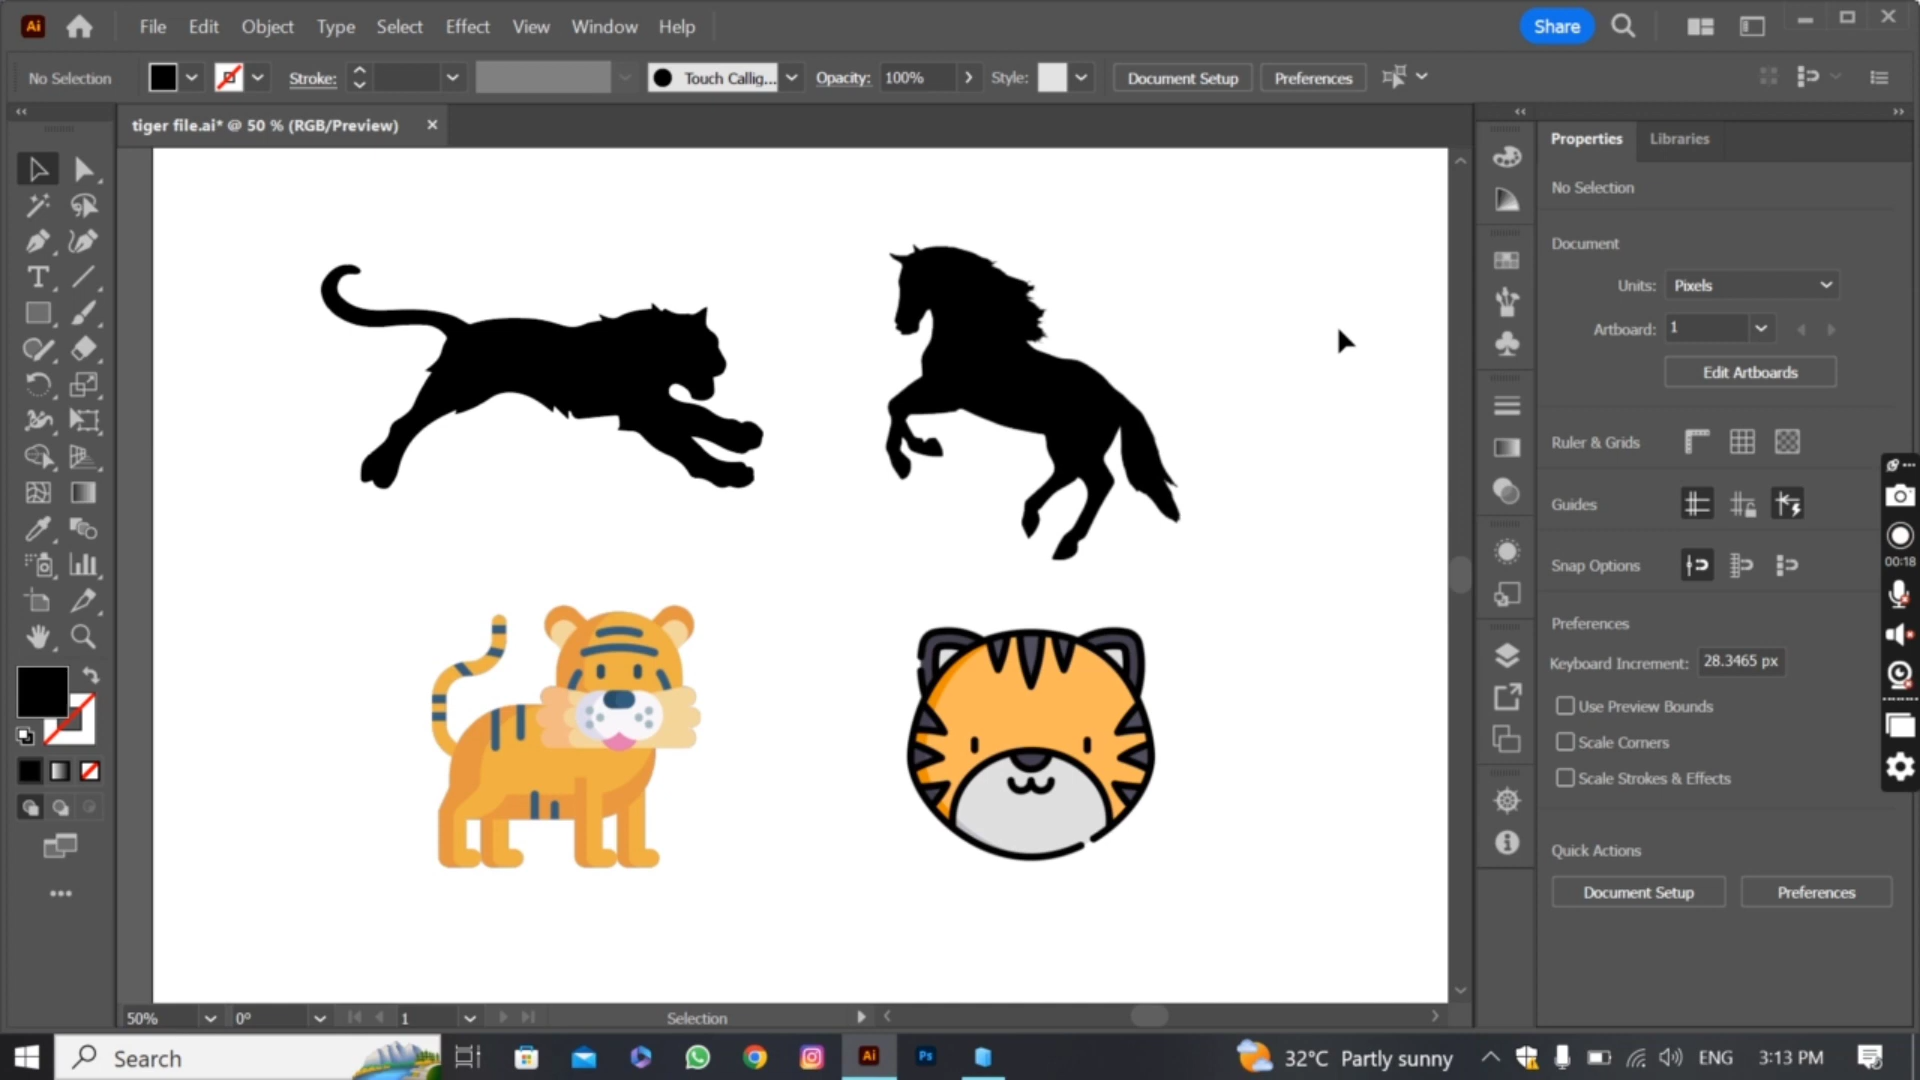 Ai File Edit Object Type Select Effect View Window Help Share
No Selection Stroke: Touch Callig... Opacity: 100% Style: Document Setup Preferences
tiger file.ai* @ 50 % (RGB/Preview)
Properties Libraries
No Selection
Document
Units: Pixels
Artboard: 1
Edit Artboards
Ruler & Grids
Guides
Snap Options
00:18
Preferences
Keyboard Increment: 28.3465 px
Use Preview Bounds
Scale Corners
Scale Strokes & Effects
Quick Actions
Document Setup Preferences
50% 0° 1 Selection
Search Ai Ps 32°C Partly sunny ENG 3:13 PM